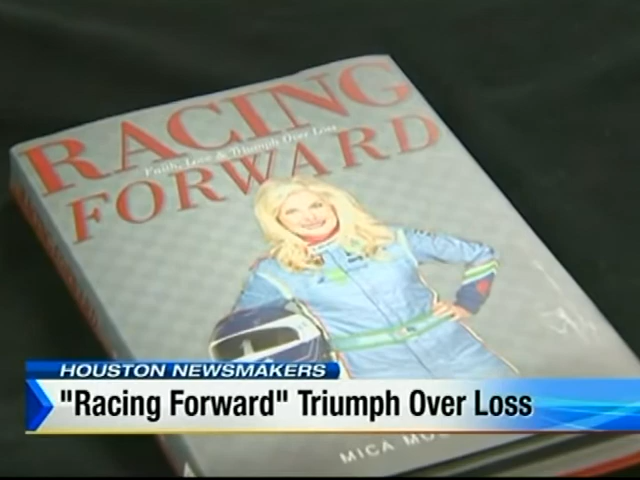 RACING
Faith, Love & Triumph Over Loss
FORWARD
HOUSTON NEWSMAKERS
"Racing Forward" Triumph Over Loss
MICA